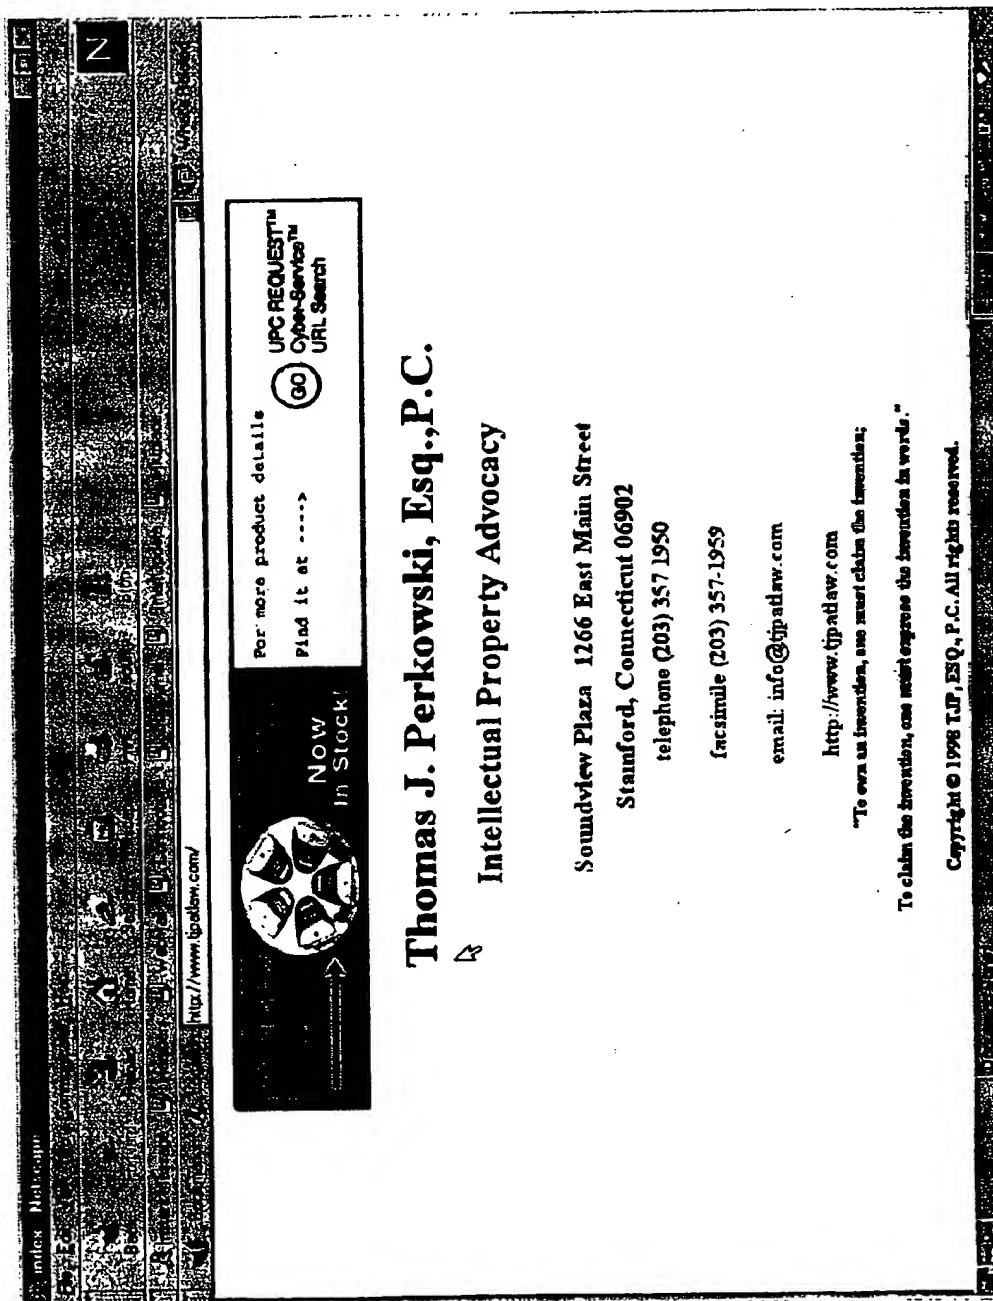 index Netscape
N
http://www.tjpatlaw.com/
Now
In Stock!
For more product details
Find it at ---->
GO
UPC REQUEST™
Cyber-Service™
URL Search
Thomas J. Perkowski, Esq.,P.C.
Intellectual Property Advocacy
Soundview Plaza 1266 East Main Street
Stamford, Connecticut 06902
telephone (203) 357 1950
facsimile (203) 357-1959
email: info@tjpatlaw.com
http://www.tjpatlaw.com
"To own an invention, one must claim the invention;
To claim the invention, one must express the invention in words."
Copyright © 1998 TJP, ESQ., P.C. All rights reserved.